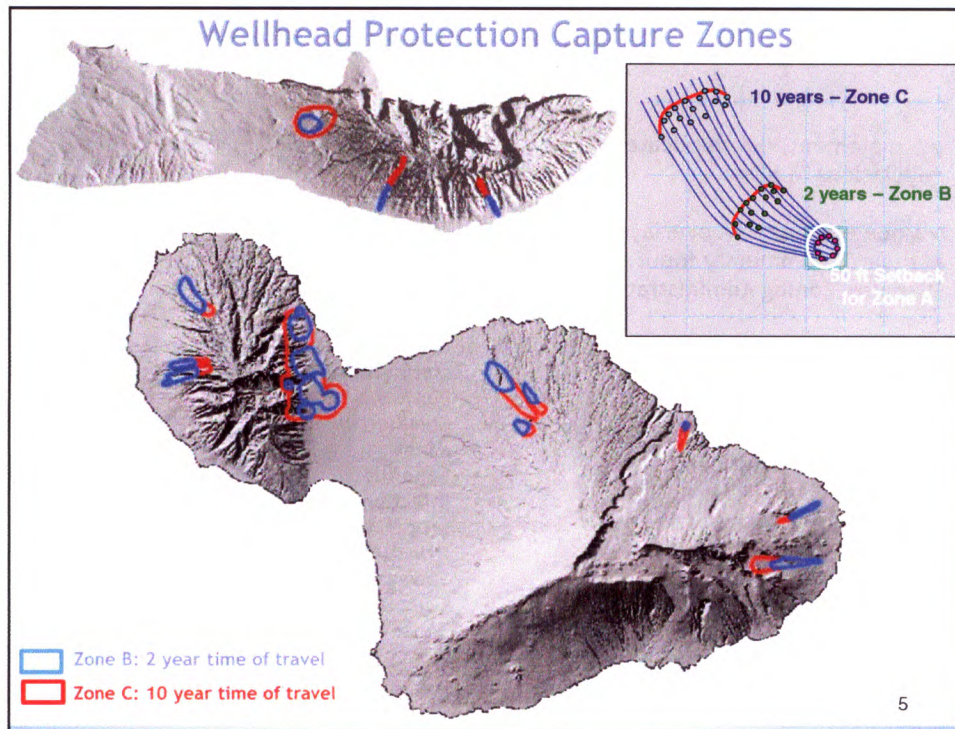 Wellhead Protection Capture Zones
10 years – Zone C
2 years – Zone B
50 ft Setback
for Zone A
Zone B: 2 year time of travel
Zone C: 10 year time of travel
5